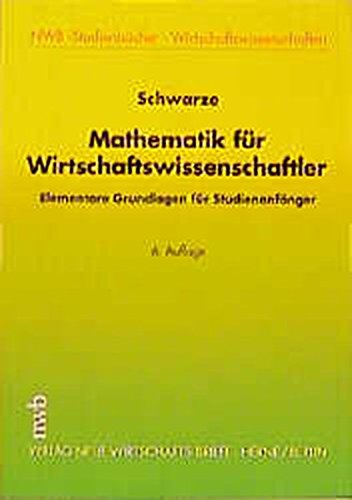 NWB-Studienbücher · Wirtschaftswissenschaften
Schwarze
Mathematik für
Wirtschaftswissenschaftler
Elementare Grundlagen für Studienanfänger
6. Auflage
nwb
VERLAG NEUE WIRTSCHAFTS-BRIEFE · HERNE/BERLIN